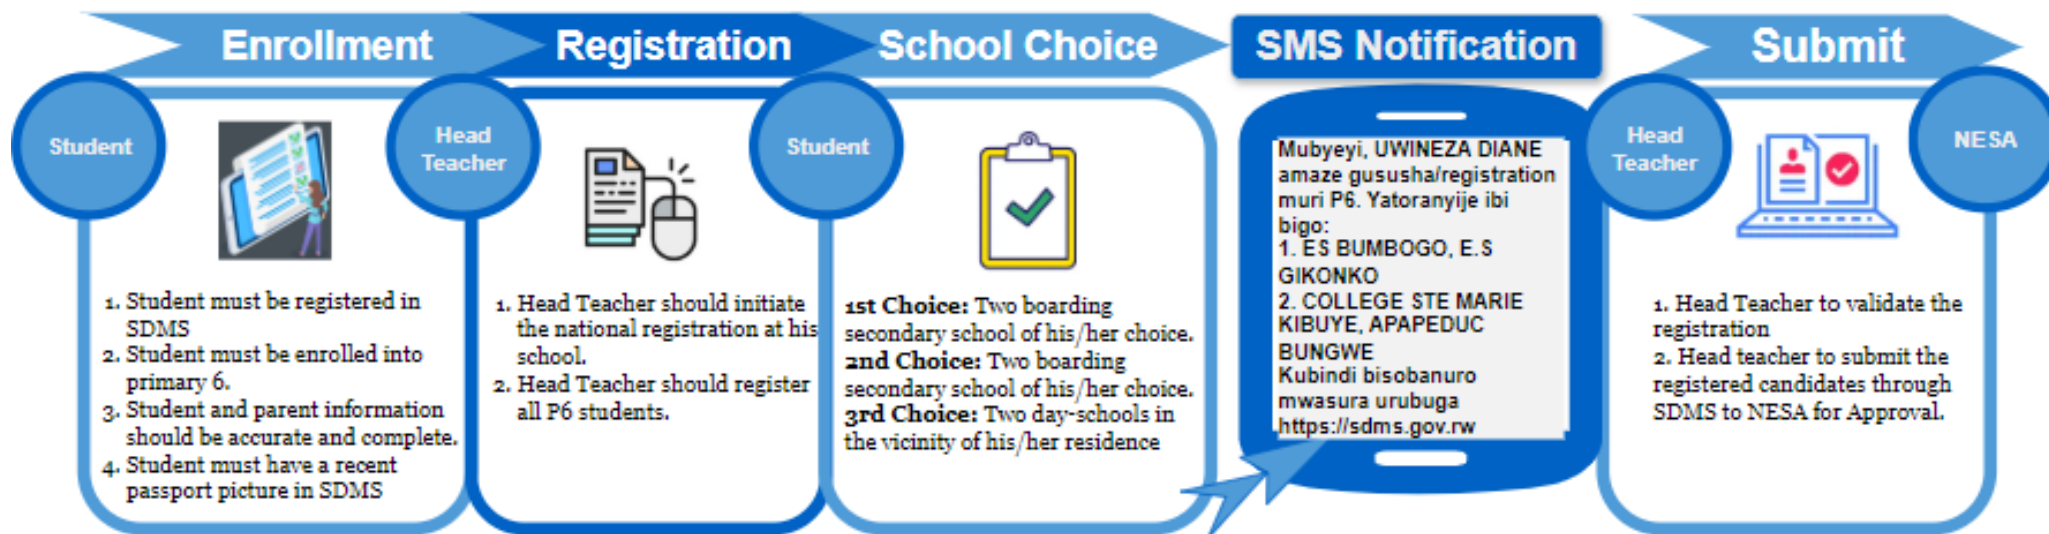 Enrollment
Registration
School Choice
SMS Notification
Submit
Student
Head
Teacher
Student
Head
Teacher
NESA
1. Student must be registered in
SDMS
2. Student must be enrolled into
primary 6.
3. Student and parent information
should be accurate and complete.
4. Student must have a recent
passport picture in SDMS
1. Head Teacher should initiate
the national registration at his
school.
2. Head Teacher should register
all P6 students.
1st Choice: Two boarding
secondary school of his/her choice.
2nd Choice: Two boarding
secondary school of his/her choice.
3rd Choice: Two day-schools in
the vicinity of his/her residence
Mubyeyi, UWINEZA DIANE
amaze gususha/registration
muri P6. Yatoranyije ibi
bigo:
1. ES BUMBOGO, E.S
GIKONKO
2. COLLEGE STE MARIE
KIBUYE, APAPEDUC
BUNGWE
Kubindi bisobanuro
mwasura urubuga
https://sdms.gov.rw
1. Head Teacher to validate the
registration
2. Head teacher to submit the
registered candidates through
SDMS to NESA for Approval.